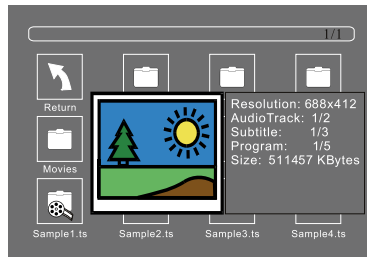 1/1
Return
Resolution: 688x412
AudioTrack: 1/2
Subtitle: 1/3
Program: 1/5
Size: 511457 KBytes
Movies
Sample1.ts Sample2.ts Sample3.ts Sample4.ts